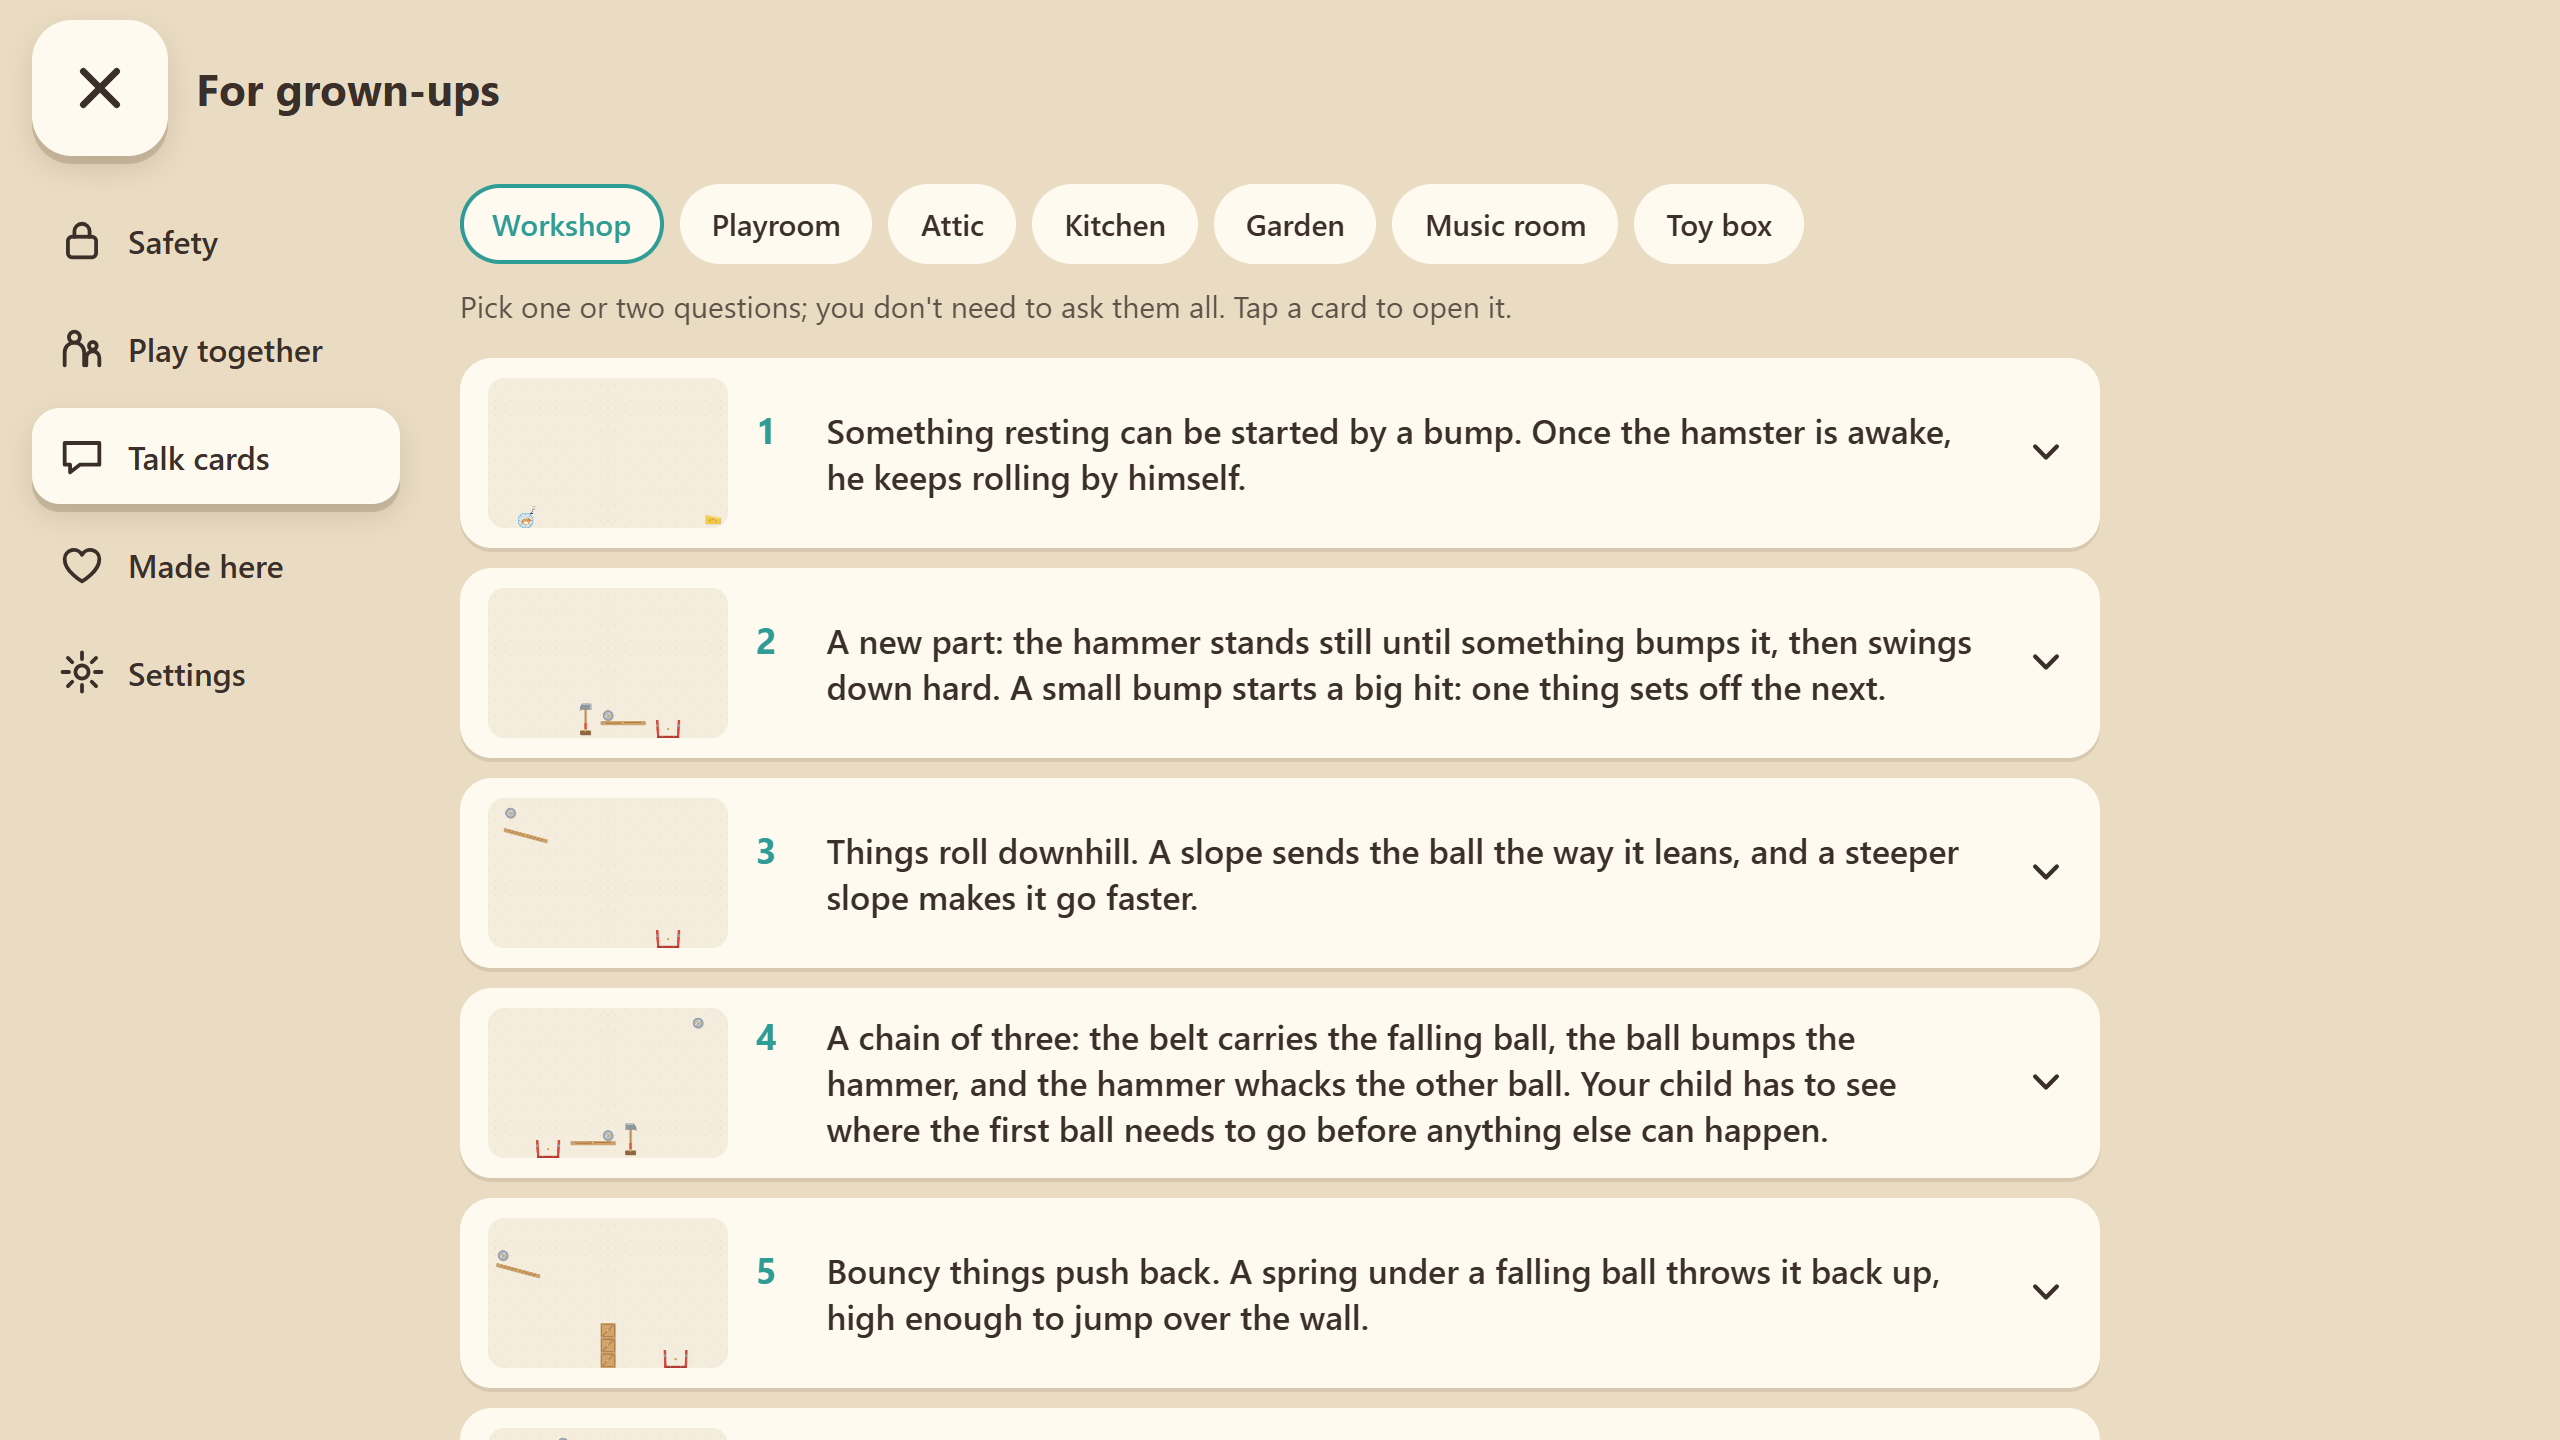 For grown-ups
Safety
Play together
Talk cards
Made here
Settings
Workshop
Playroom
Attic
Kitchen
Garden
Music room
Toy box
Pick one or two questions; you don't need to ask them all. Tap a card to open it.
1
Something resting can be started by a bump. Once the hamster is awake,
he keeps rolling by himself.
2
A new part: the hammer stands still until something bumps it, then swings
down hard. A small bump starts a big hit: one thing sets off the next.
3
Things roll downhill. A slope sends the ball the way it leans, and a steeper
slope makes it go faster.
4
A chain of three: the belt carries the falling ball, the ball bumps the
hammer, and the hammer whacks the other ball. Your child has to see
where the first ball needs to go before anything else can happen.
5
Bouncy things push back. A spring under a falling ball throws it back up,
high enough to jump over the wall.